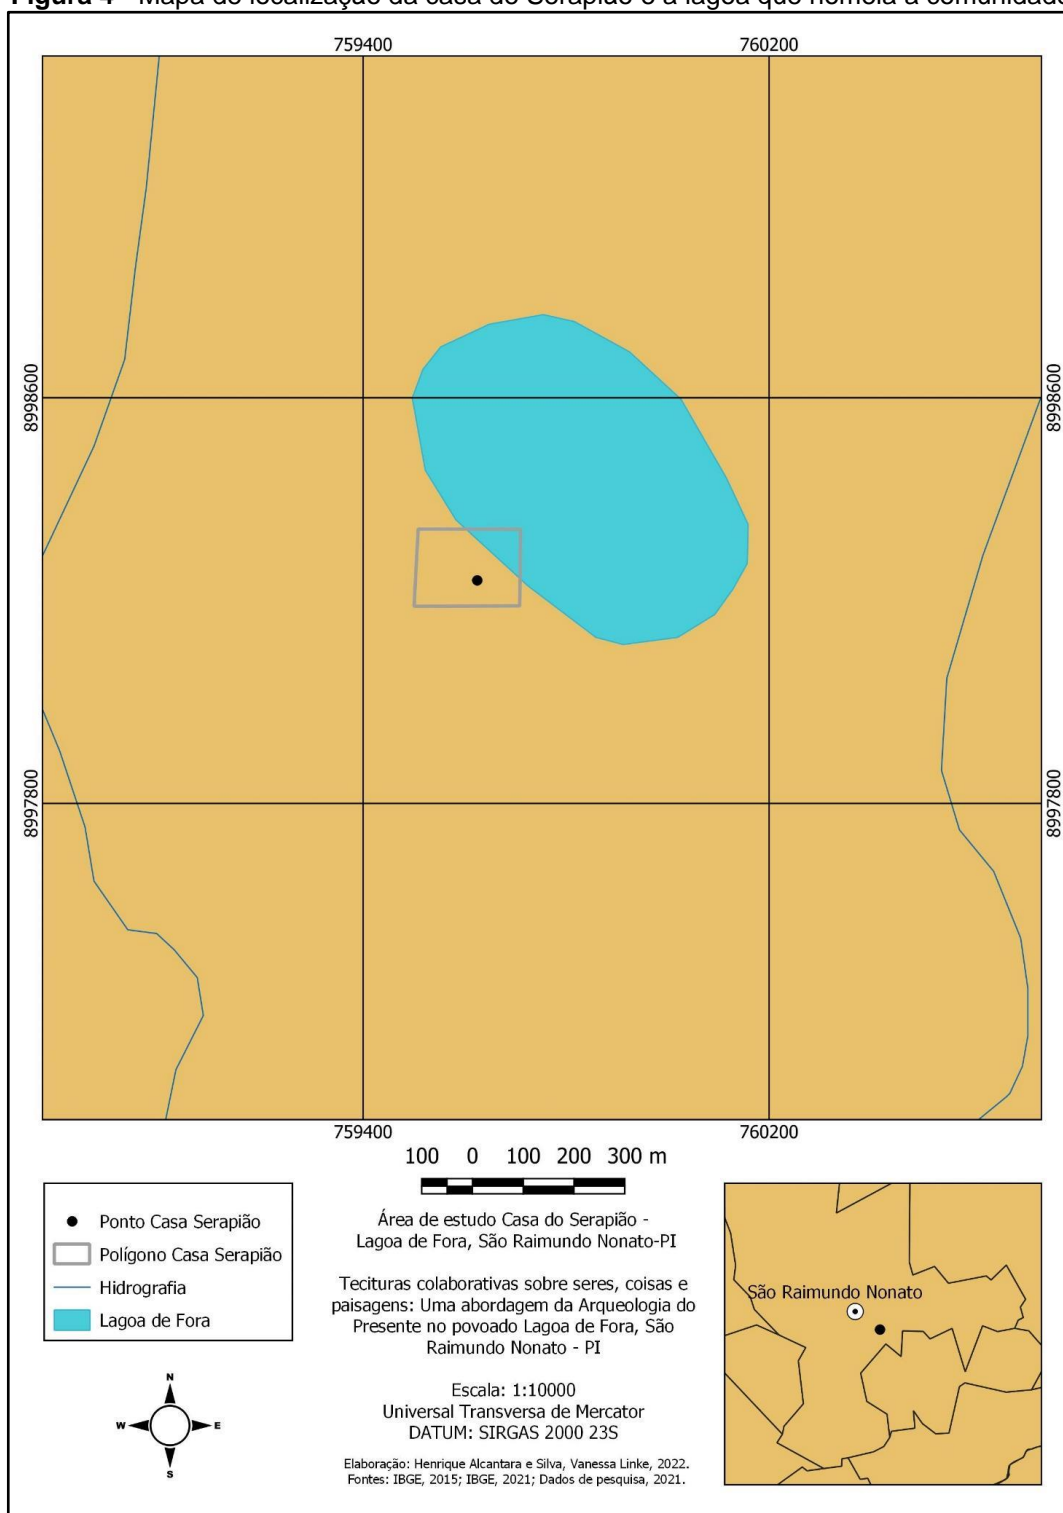 Figura 4 - Mapa de localização da casa de Serapião e a lagoa que nomeia a comunidade
759400 760200
8998600 8998600
8997800 8997800
759400 760200
100 0 100 200 300 m
Ponto Casa Serapião
Polígono Casa Serapião
Hidrografia
Lagoa de Fora
N
W E
S
Área de estudo Casa do Serapião -
Lagoa de Fora, São Raimundo Nonato-PI
Tecituras colaborativas sobre seres, coisas e
paisagens: Uma abordagem da Arqueologia do
Presente no povoado Lagoa de Fora, São
Raimundo Nonato - PI
Escala: 1:10000
Universal Transversa de Mercator
DATUM: SIRGAS 2000 23S
Elaboração: Henrique Alcantara e Silva, Vanessa Linke, 2022.
Fontes: IBGE, 2015; IBGE, 2021; Dados de pesquisa, 2021.
São Raimundo Nonato